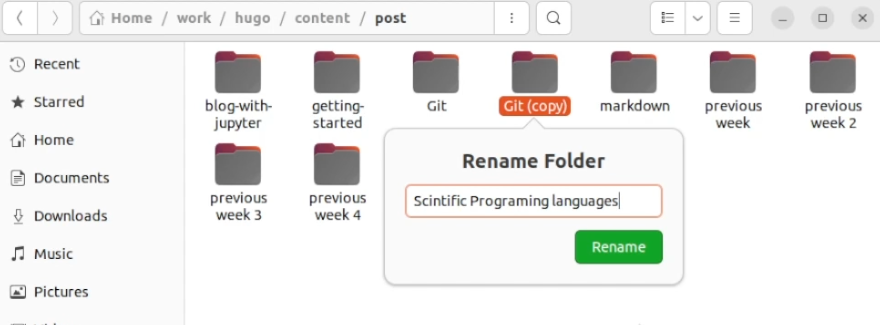 Home / work / hugo / content / post
Recent
Starred
Home
Documents
Downloads
Music
Pictures
blog-with-
jupyter
getting-
started
Git
Git (copy)
markdown
previous
week
previous
week 2
previous
week 3
previous
week 4
Rename Folder
Scintific Programing languages
Rename